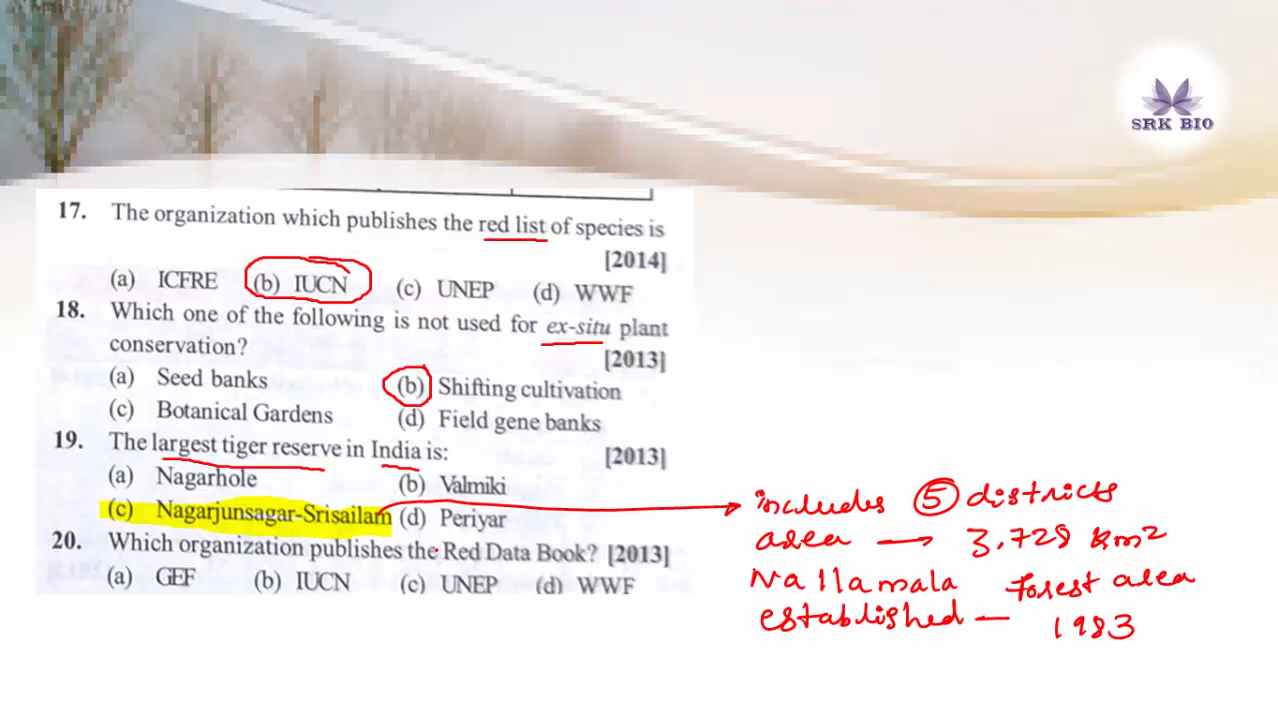 SRK BIO
17. The organization which publishes the red list of species is
[2014]
(a) ICFRE (b) IUCN (c) UNEP (d) WWF
18. Which one of the following is not used for ex-situ plant
conservation? [2013]
(a) Seed banks (b) Shifting cultivation
(c) Botanical Gardens (d) Field gene banks
19. The largest tiger reserve in India is: [2013]
(a) Nagarhole (b) Valmiki
(c) Nagarjunsagar-Srisailam (d) Periyar
20. Which organization publishes the Red Data Book? [2013]
(a) GEF (b) IUCN (c) UNEP (d) WWF
includes 5 districts
area → 3,728 km2
Nallamala forest area
established — 1983